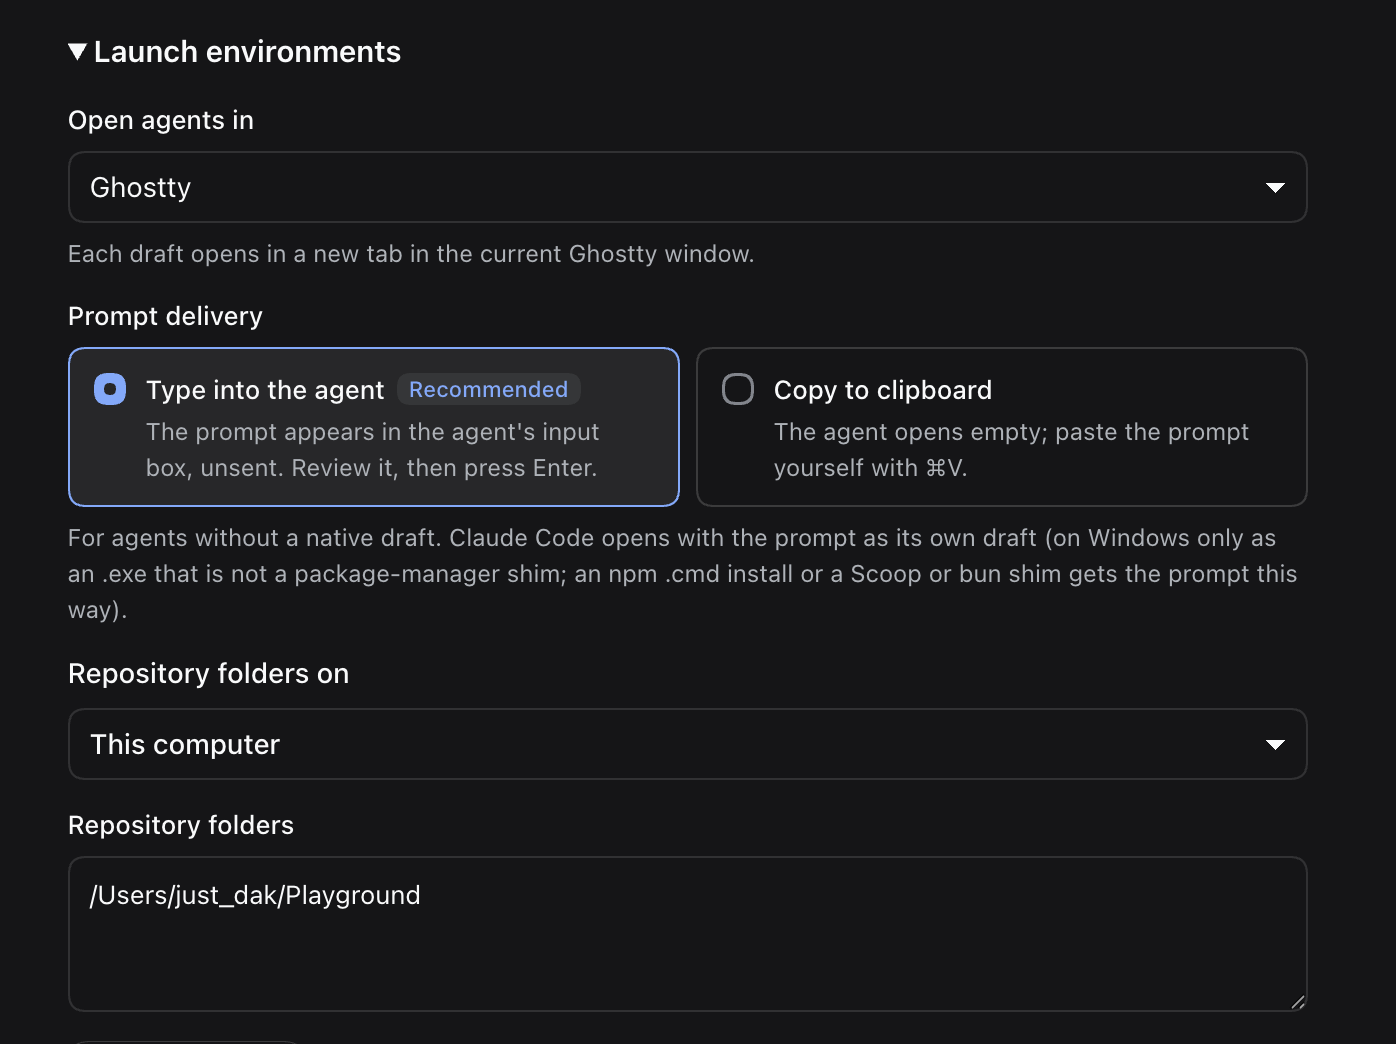 Launch environments
Open agents in
Ghostty
Each draft opens in a new tab in the current Ghostty window.
Prompt delivery
Type into the agent Recommended
The prompt appears in the agent's input
box, unsent. Review it, then press Enter.
Copy to clipboard
The agent opens empty; paste the prompt
yourself with ⌘V.
For agents without a native draft. Claude Code opens with the prompt as its own draft (on Windows only as
an .exe that is not a package-manager shim; an npm .cmd install or a Scoop or bun shim gets the prompt this
way).
Repository folders on
This computer
Repository folders
/Users/just_dak/Playground